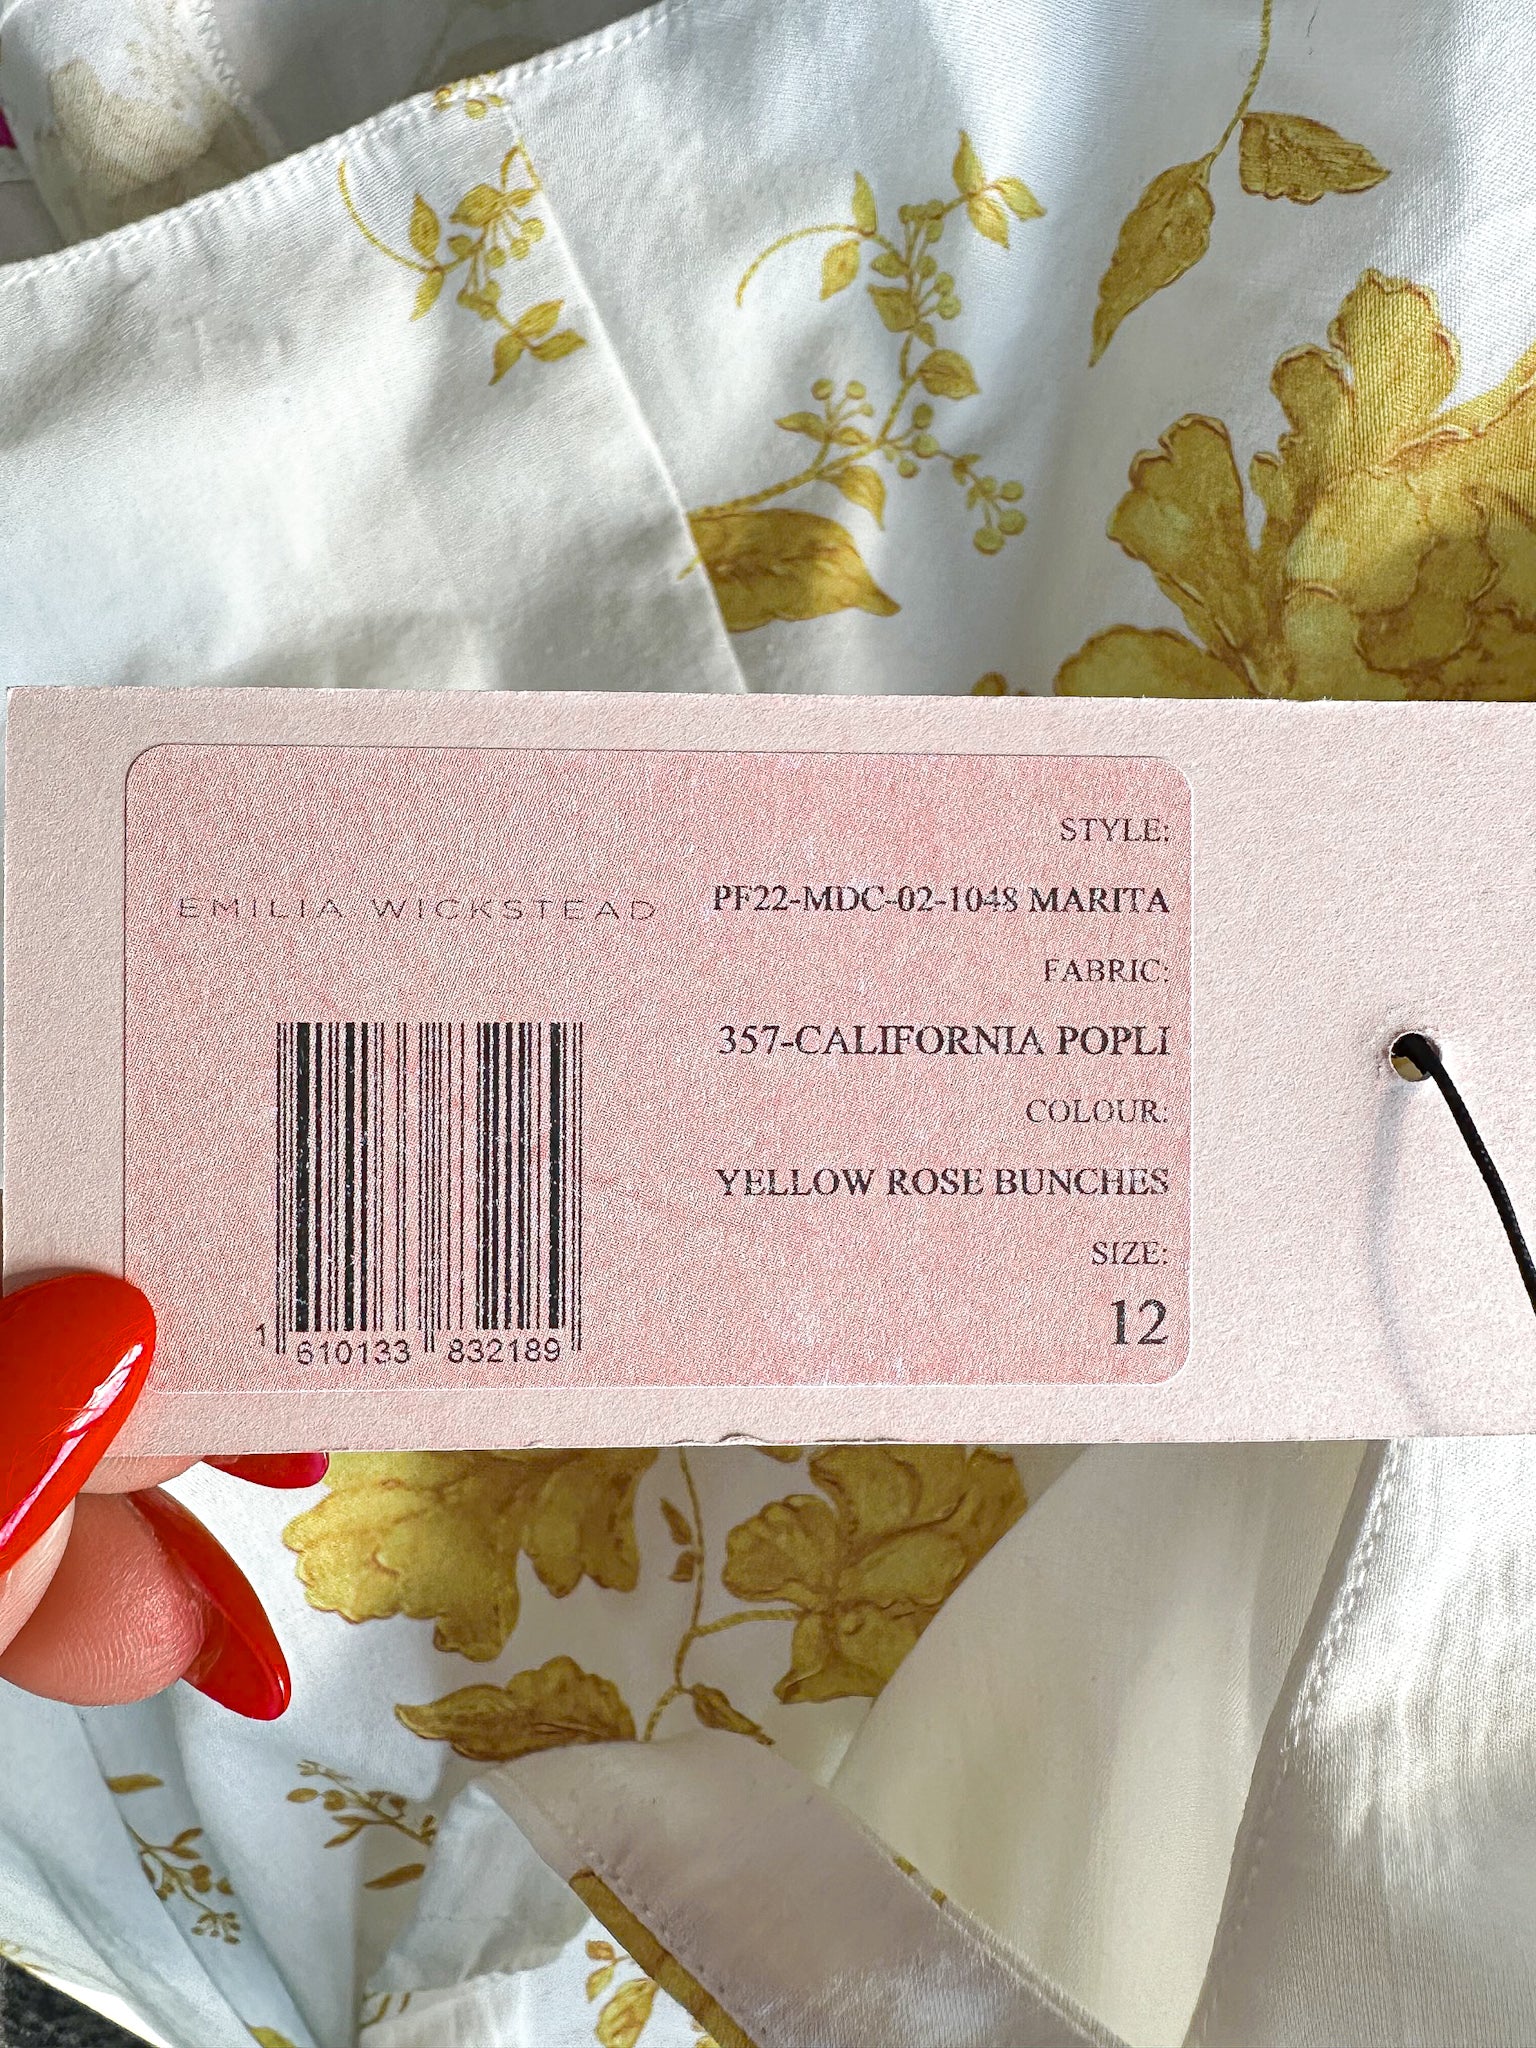 EMILIA WICKSTEAD
STYLE:
PF22-MDC-02-1048 MARITA
FABRIC:
357-CALIFORNIA POPLI
COLOUR:
YELLOW ROSE BUNCHES
SIZE:
12
1 610133 832189